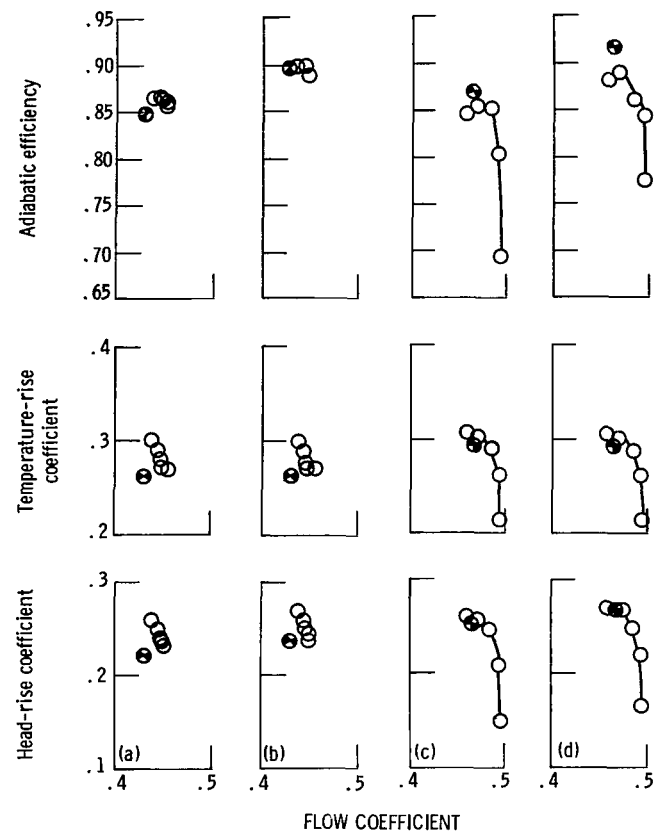 Adiabatic efficiency
.95
.90
.85
.80
.75
.70
.65
Temperature-rise
coefficient
.4
.3
.2
Head-rise coefficient
.3
.2
.1
(a)
(b)
(c)
(d)
.4
.5
.4
.5
.4
.5
.4
.5
FLOW COEFFICIENT